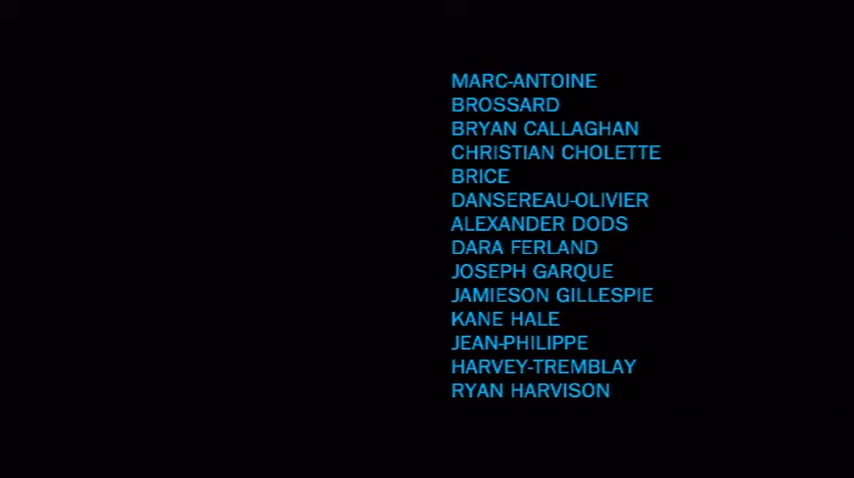 MARC-ANTOINE
BROSSARD
BRYAN CALLAGHAN
CHRISTIAN CHOLETTE
BRICE
DANSEREAU-OLIVIER
ALEXANDER DODS
DARA FERLAND
JOSEPH GARQUE
JAMIESON GILLESPIE
KANE HALE
JEAN-PHILIPPE
HARVEY-TREMBLAY
RYAN HARVISON